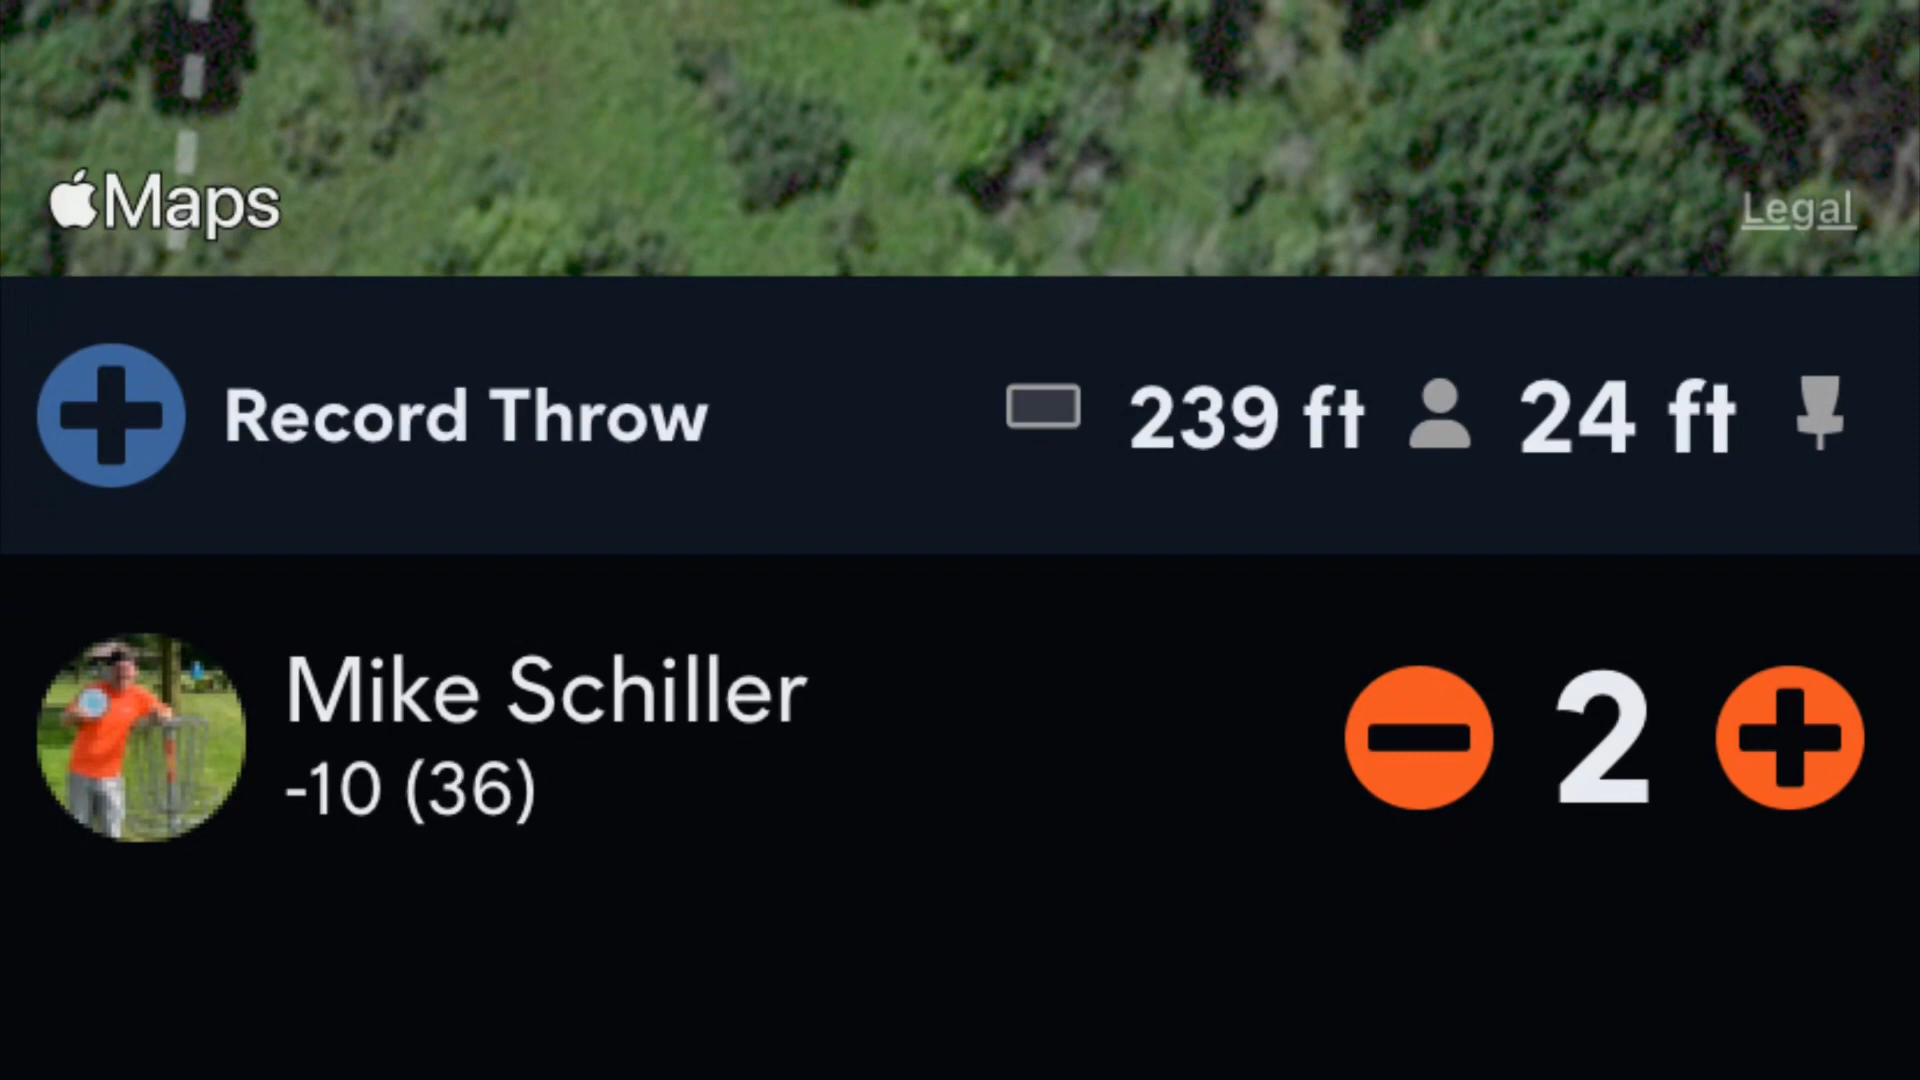 Maps
Legal
Record Throw 239 ft 24 ft
Mike Schiller
-10 (36)
2